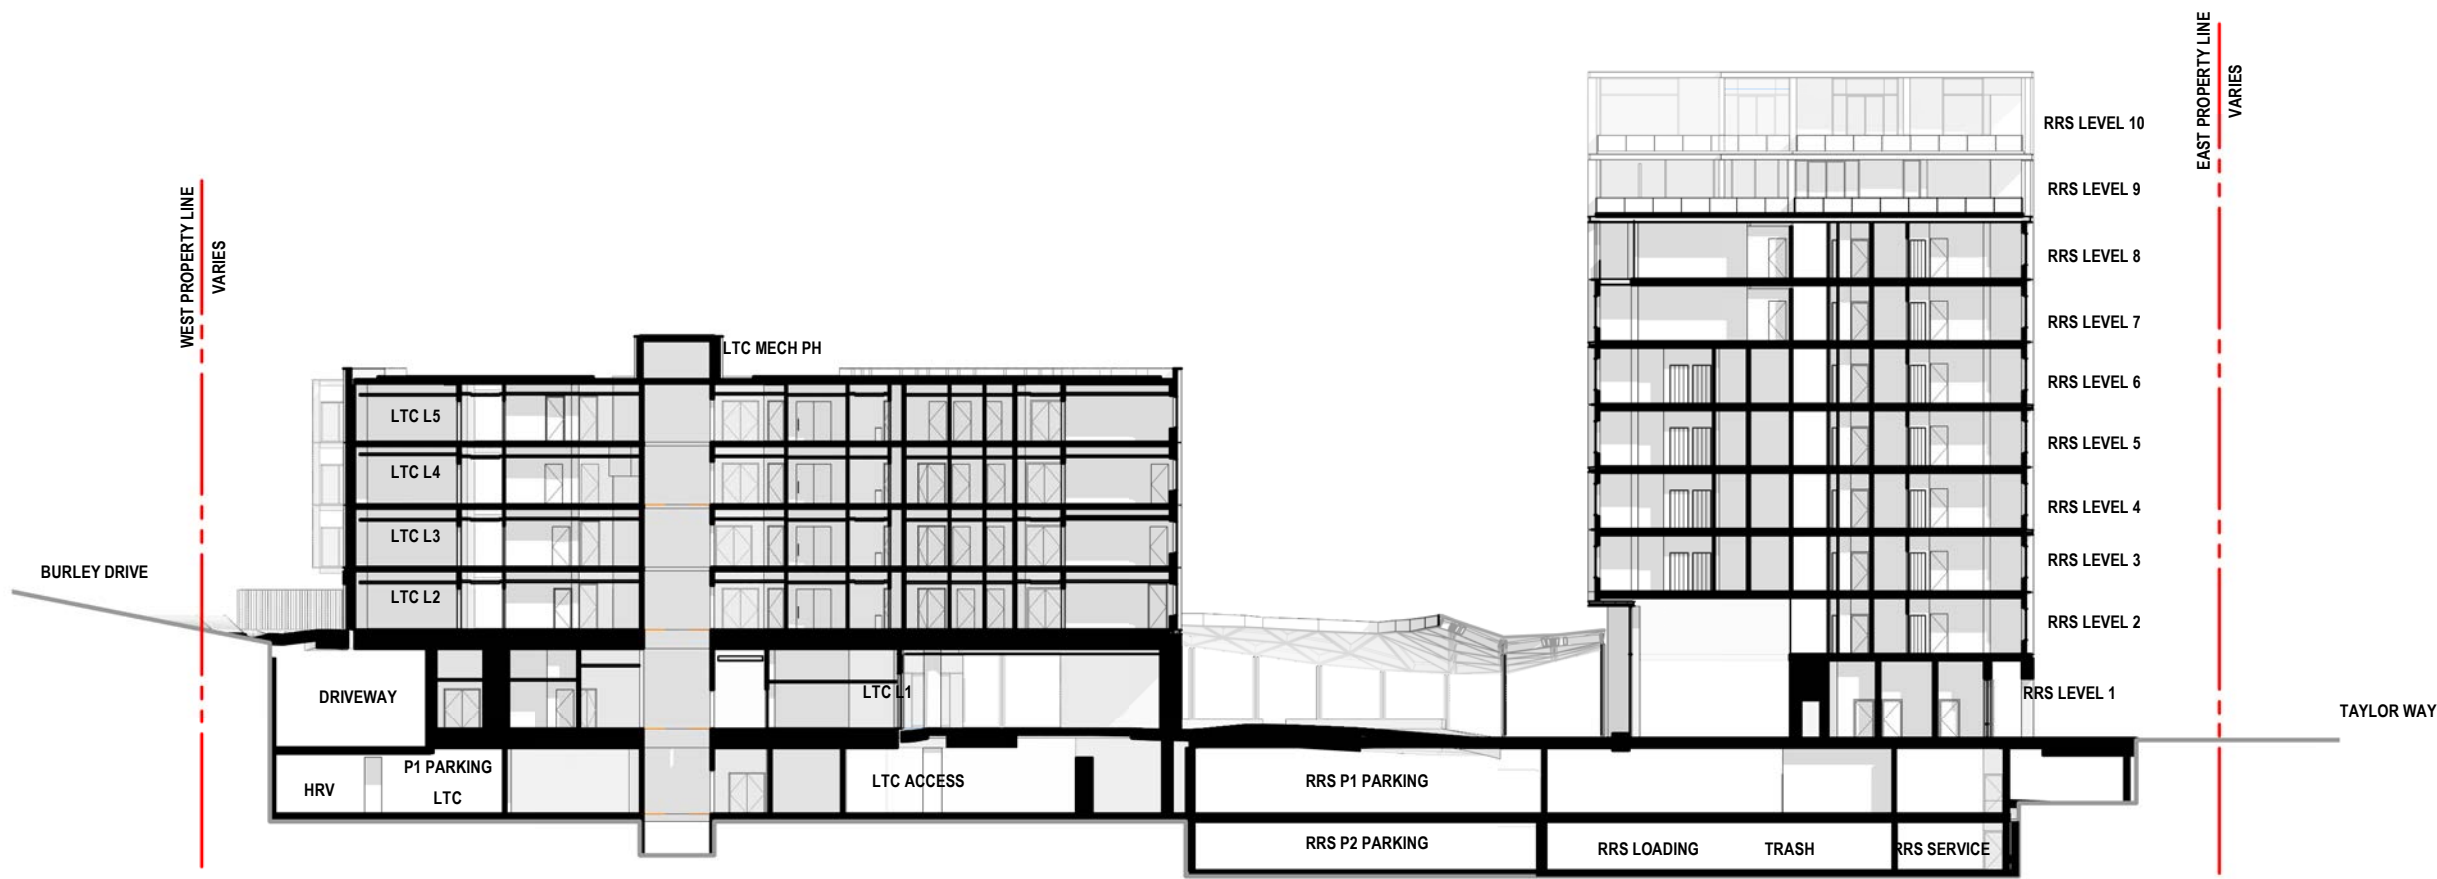 WEST PROPERTY LINE
VARIES
EAST PROPERTY LINE
VARIES
RRS LEVEL 10
RRS LEVEL 9
RRS LEVEL 8
RRS LEVEL 7
RRS LEVEL 6
RRS LEVEL 5
RRS LEVEL 4
RRS LEVEL 3
RRS LEVEL 2
RRS LEVEL 1
TAYLOR WAY
BURLEY DRIVE
LTC MECH PH
LTC L5
LTC L4
LTC L3
LTC L2
LTC L1
DRIVEWAY
HRV
P1 PARKING
LTC
LTC ACCESS
RRS P1 PARKING
RRS P2 PARKING
RRS LOADING
TRASH
RRS SERVICE